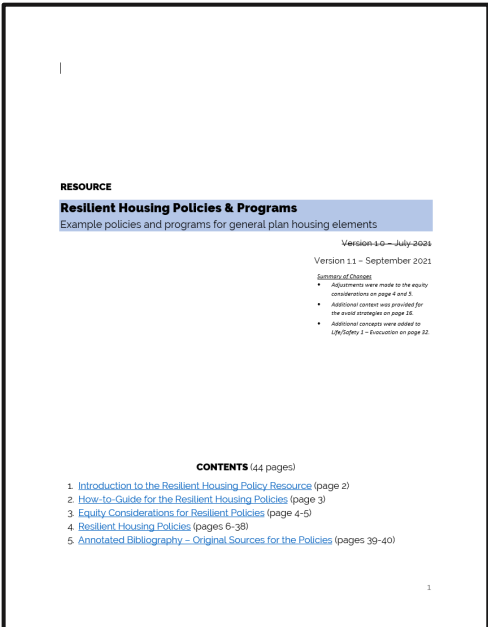 RESOURCE
Resilient Housing Policies & Programs
Example policies and programs for general plan housing elements
Version 1.0 – July 2021
Version 1.1 – September 2021
Summary of Changes
• Adjustments were made to the equity
considerations on page 4 and 5.
• Additional context was provided for
the avoid strategies on page 16.
• Additional concepts were added to
Life/Safety 1 – Evacuation on page 32.
CONTENTS (44 pages)
1. Introduction to the Resilient Housing Policy Resource (page 2)
2. How-to-Guide for the Resilient Housing Policies (page 3)
3. Equity Considerations for Resilient Policies (page 4-5)
4. Resilient Housing Policies (pages 6-38)
5. Annotated Bibliography – Original Sources for the Policies (pages 39-40)
1